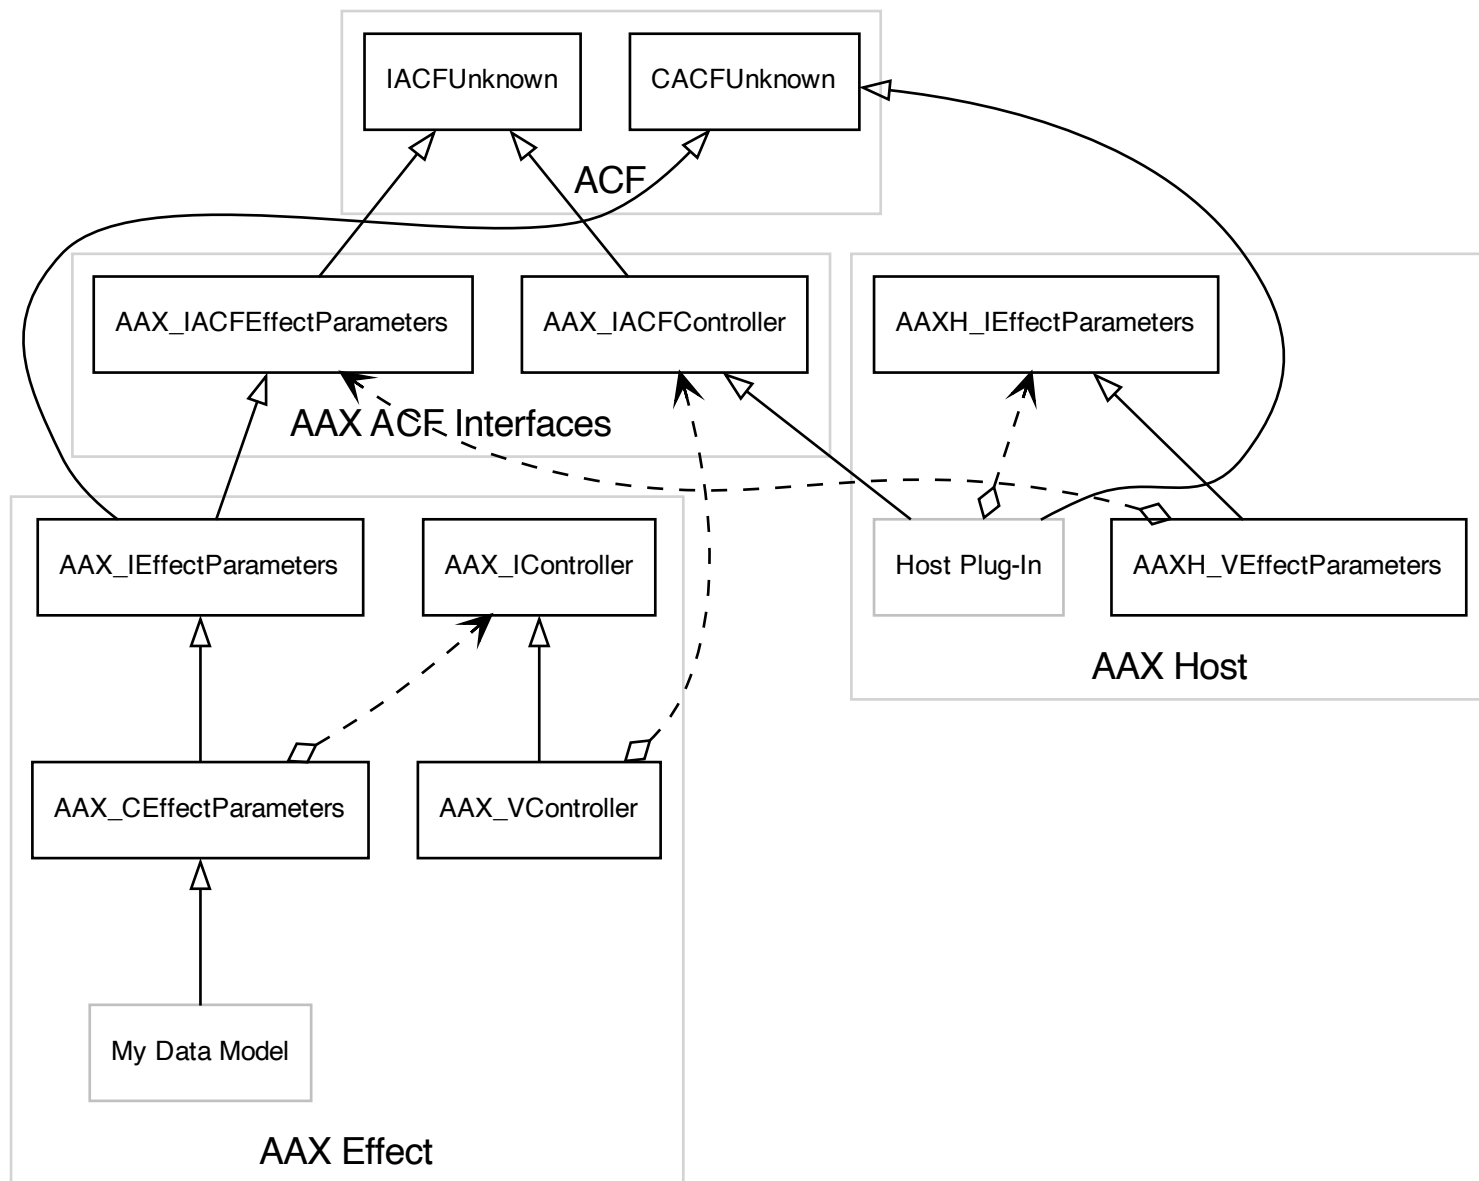 IACFUnknown
CACFUnknown
ACF
AAX_IACFEffectParameters
AAX_IACFController
AAXH_IEffectParameters
AAX ACF Interfaces
AAX_IEffectParameters
AAX_IController
Host Plug-In
AAXH_VEffectParameters
AAX Host
AAX_CEffectParameters
AAX_VController
My Data Model
AAX Effect